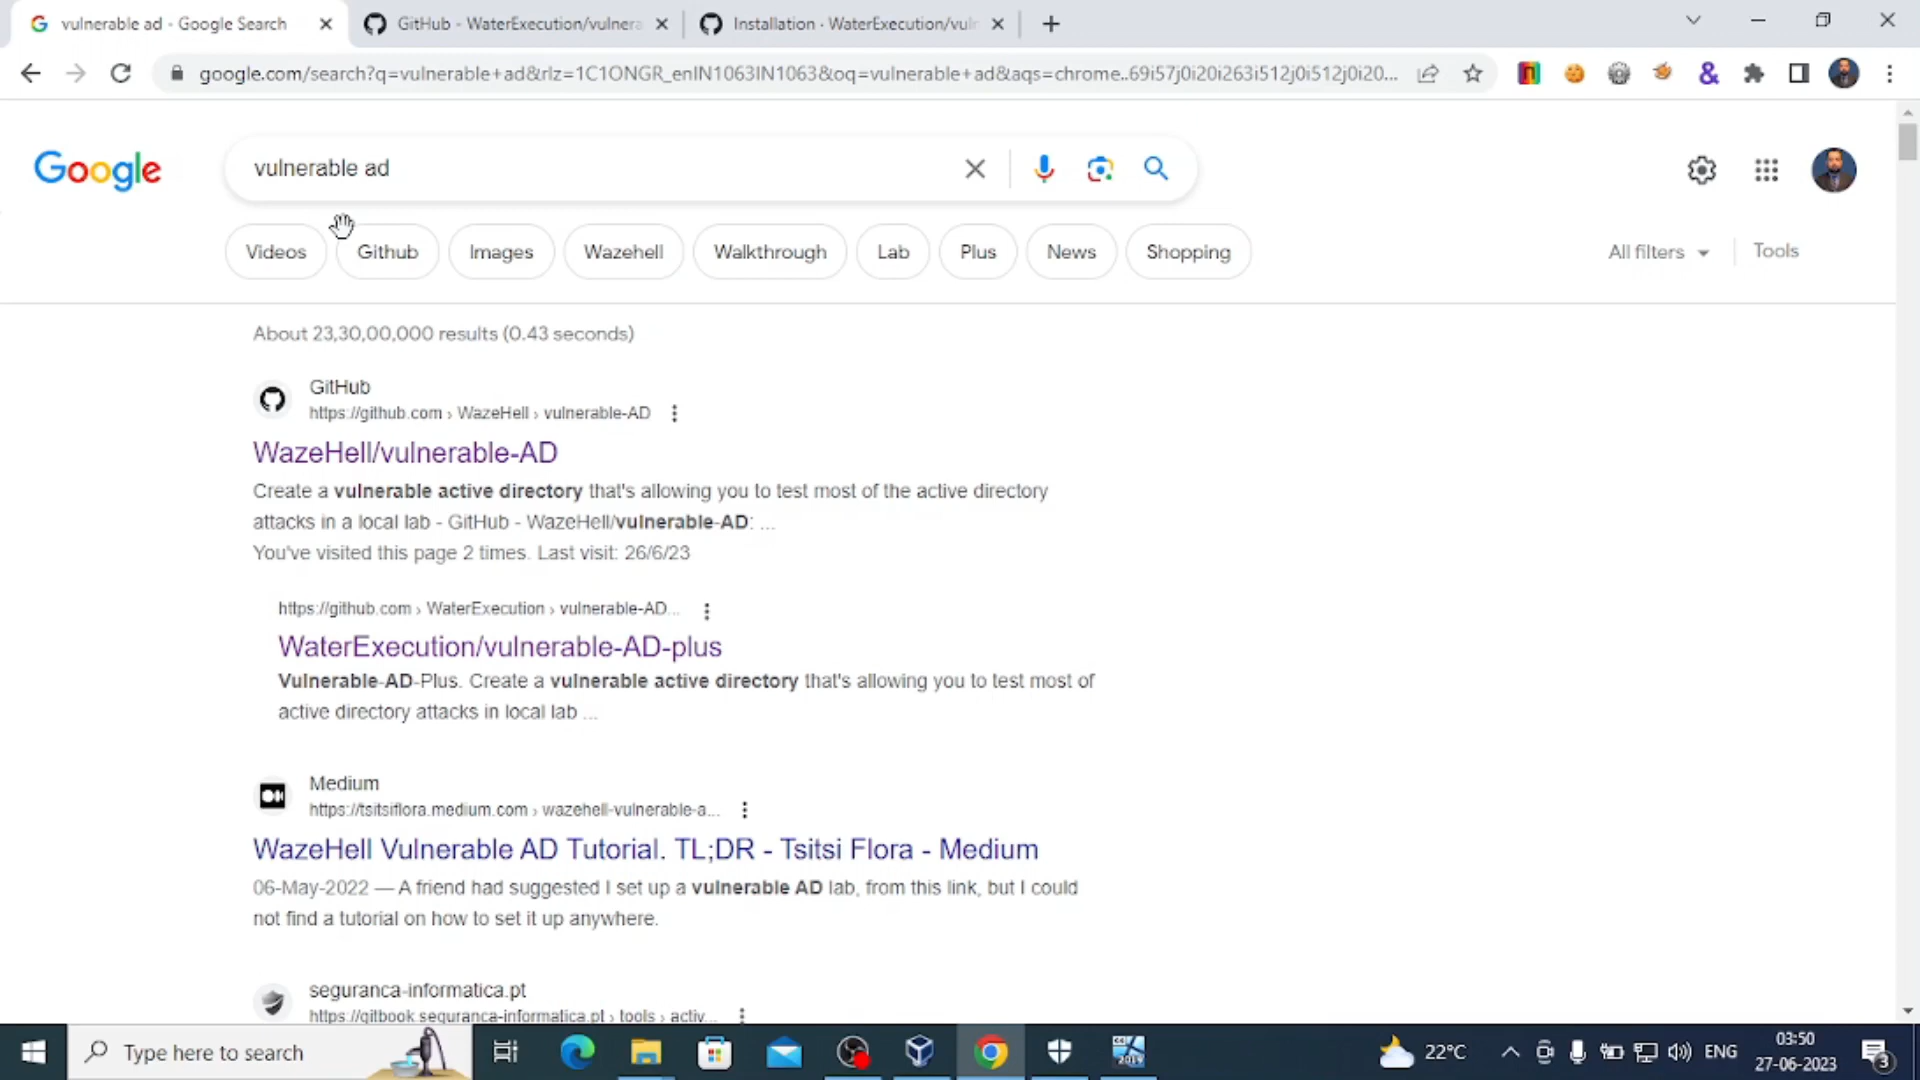 vulnerable ad - Google Search
GitHub - WaterExecution/vulnera
Installation · WaterExecution/vuln
google.com/search?q=vulnerable+ad&rlz=1C1ONGR_enIN1063IN1063&oq=vulnerable+ad&aqs=chrome..69i57j0i20i263i512j0i512j0i20...
Google
vulnerable ad
Videos
Github
Images
Wazehell
Walkthrough
Lab
Plus
News
Shopping
All filters
Tools
About 23,30,00,000 results (0.43 seconds)
GitHub
https://github.com › WazeHell › vulnerable-AD
WazeHell/vulnerable-AD
Create a vulnerable active directory that's allowing you to test most of the active directory
attacks in a local lab - GitHub - WazeHell/vulnerable-AD: ...
You've visited this page 2 times. Last visit: 26/6/23
https://github.com › WaterExecution › vulnerable-AD...
WaterExecution/vulnerable-AD-plus
Vulnerable-AD-Plus. Create a vulnerable active directory that's allowing you to test most of
active directory attacks in local lab ...
Medium
https://tsitsiflora.medium.com › wazehell-vulnerable-a...
WazeHell Vulnerable AD Tutorial. TL;DR - Tsitsi Flora - Medium
06-May-2022 — A friend had suggested I set up a vulnerable AD lab, from this link, but I could
not find a tutorial on how to set it up anywhere.
seguranca-informatica.pt
https://gitbook.seguranca-informatica.pt › tools › activ...
Type here to search
2019
22°C
ENG
03:50
27-06-2023
3